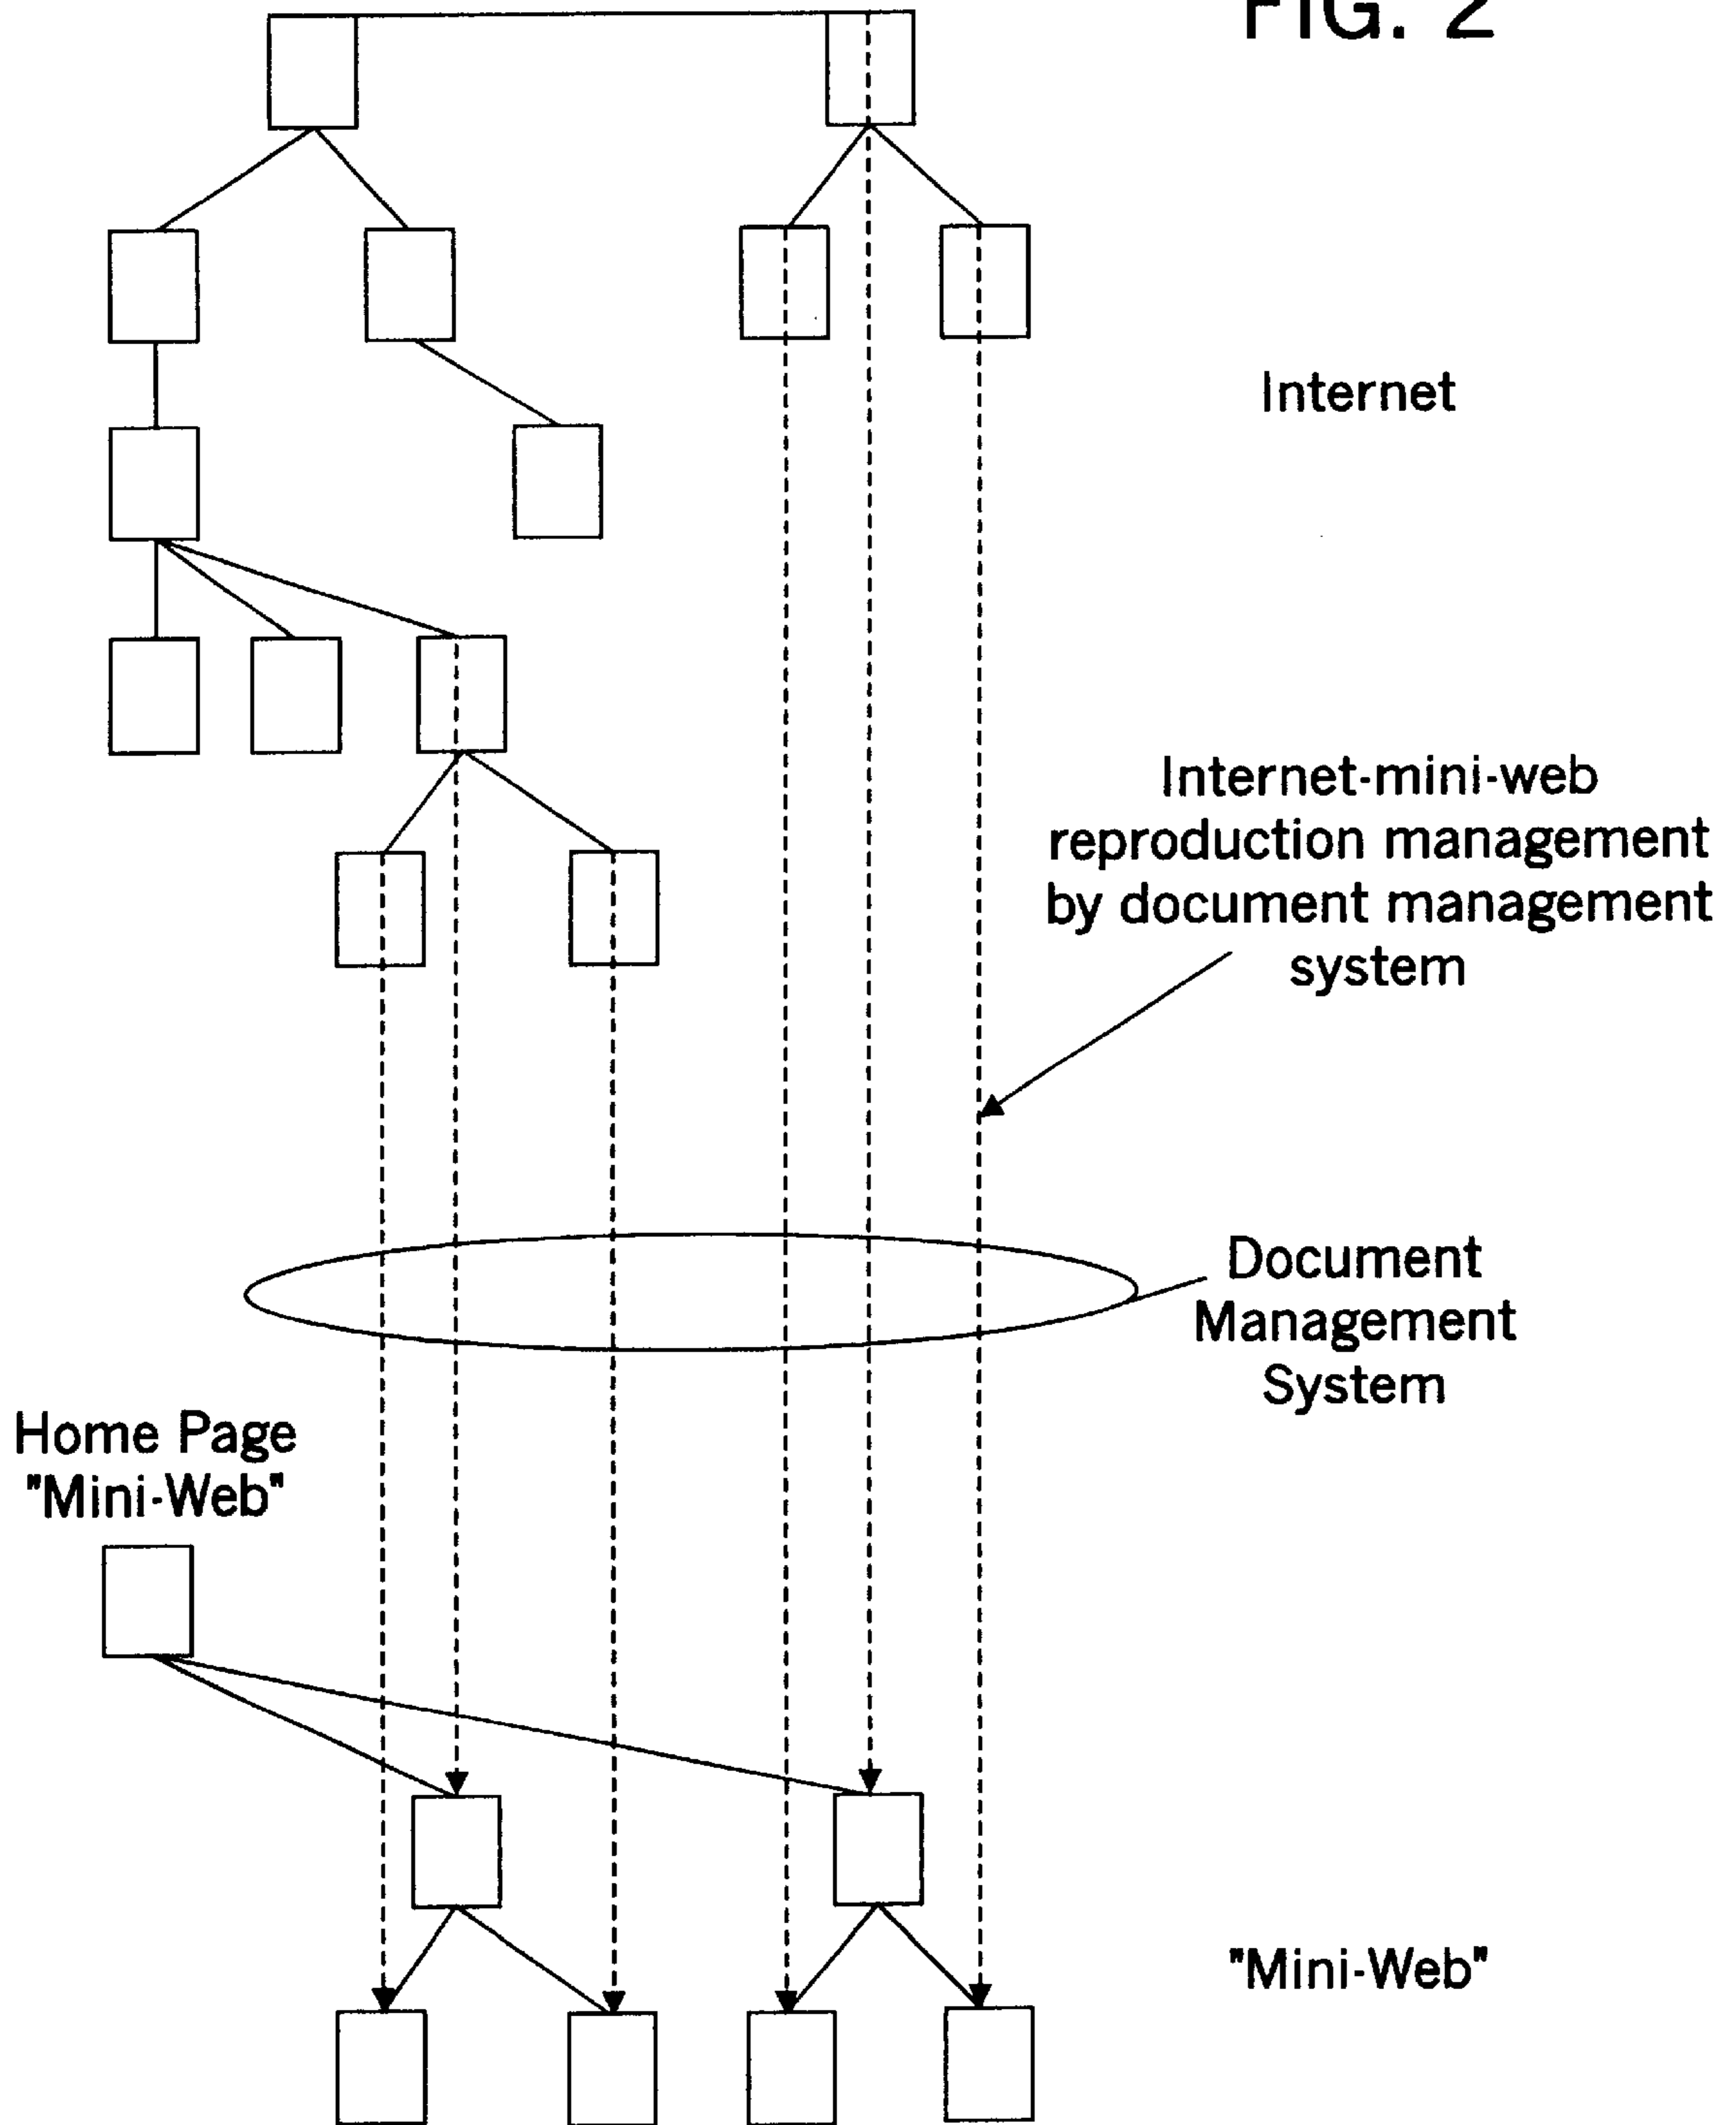 FIG. 2
Internet
Internet-mini-web
reproduction management
by document management
system
Document
Management
System
Home Page
"Mini-Web"
"Mini-Web"